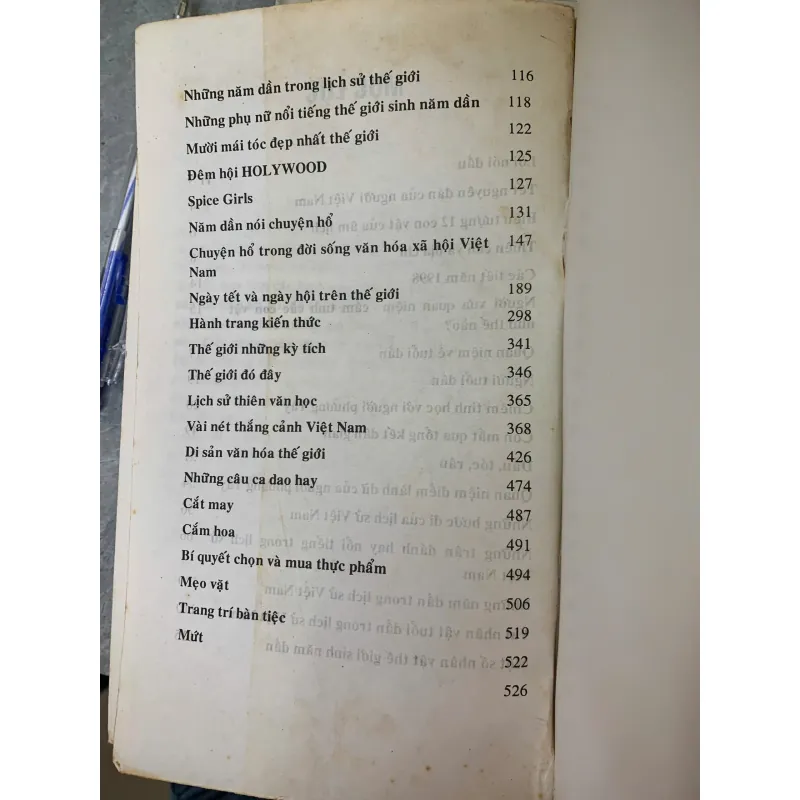 Những năm dần trong lịch sử thế giới 116
Những phụ nữ nổi tiếng thế giới sinh năm dần 118
Mười mái tóc đẹp nhất thế giới 122
Đêm hội HOLYWOOD 125
Spice Girls 127
Năm dần nói chuyện hổ 131
Chuyện hổ trong đời sống văn hóa xã hội Việt 147
Nam
Ngày tết và ngày hội trên thế giới 189
Hành trang kiến thức 298
Thế giới những kỳ tích 341
Thế giới đó đây 346
Lịch sử thiên văn học 365
Vài nét thắng cảnh Việt Nam 368
Di sản văn hóa thế giới 426
Những câu ca dao hay 474
Cắt may 487
Cắm hoa 491
Bí quyết chọn và mua thực phẩm 494
Mẹo vặt 506
Trang trí bàn tiệc 519
Mứt 522
526